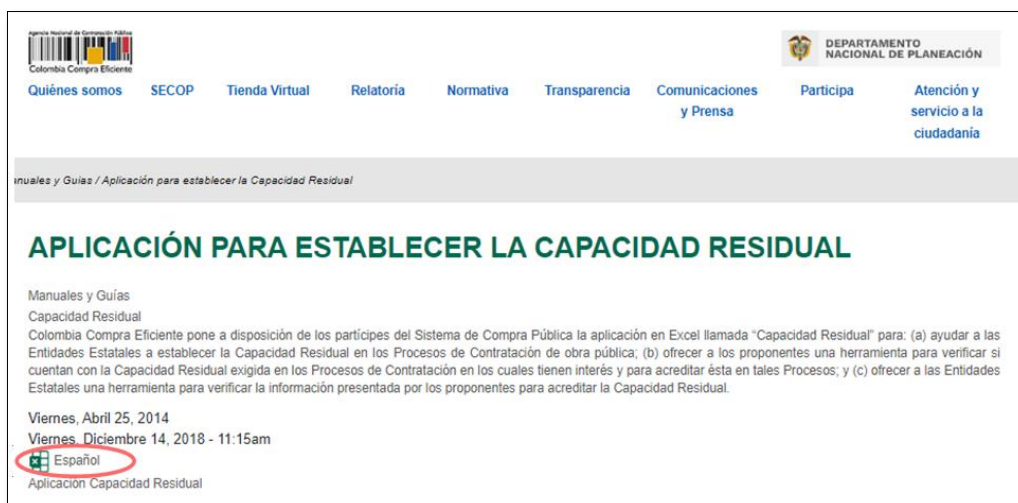 Agencia Nacional de Contratación Pública
Colombia Compra Eficiente
DEPARTAMENTO
NACIONAL DE PLANEACIÓN
Quiénes somos SECOP Tienda Virtual Relatoría Normativa Transparencia Comunicaciones y Prensa Participa Atención y servicio a la ciudadanía
anuales y Guias / Aplicación para establecer la Capacidad Residual
APLICACIÓN PARA ESTABLECER LA CAPACIDAD RESIDUAL
Manuales y Guías
Capacidad Residual
Colombia Compra Eficiente pone a disposición de los partícipes del Sistema de Compra Pública la aplicación en Excel llamada “Capacidad Residual” para: (a) ayudar a las
Entidades Estatales a establecer la Capacidad Residual en los Procesos de Contratación de obra pública; (b) ofrecer a los proponentes una herramienta para verificar si
cuentan con la Capacidad Residual exigida en los Procesos de Contratación en los cuales tienen interés y para acreditar ésta en tales Procesos; y (c) ofrecer a las Entidades
Estatales una herramienta para verificar la información presentada por los proponentes para acreditar la Capacidad Residual.
Viernes, Abril 25, 2014
Viernes, Diciembre 14, 2018 - 11:15am
Español
Aplicación Capacidad Residual